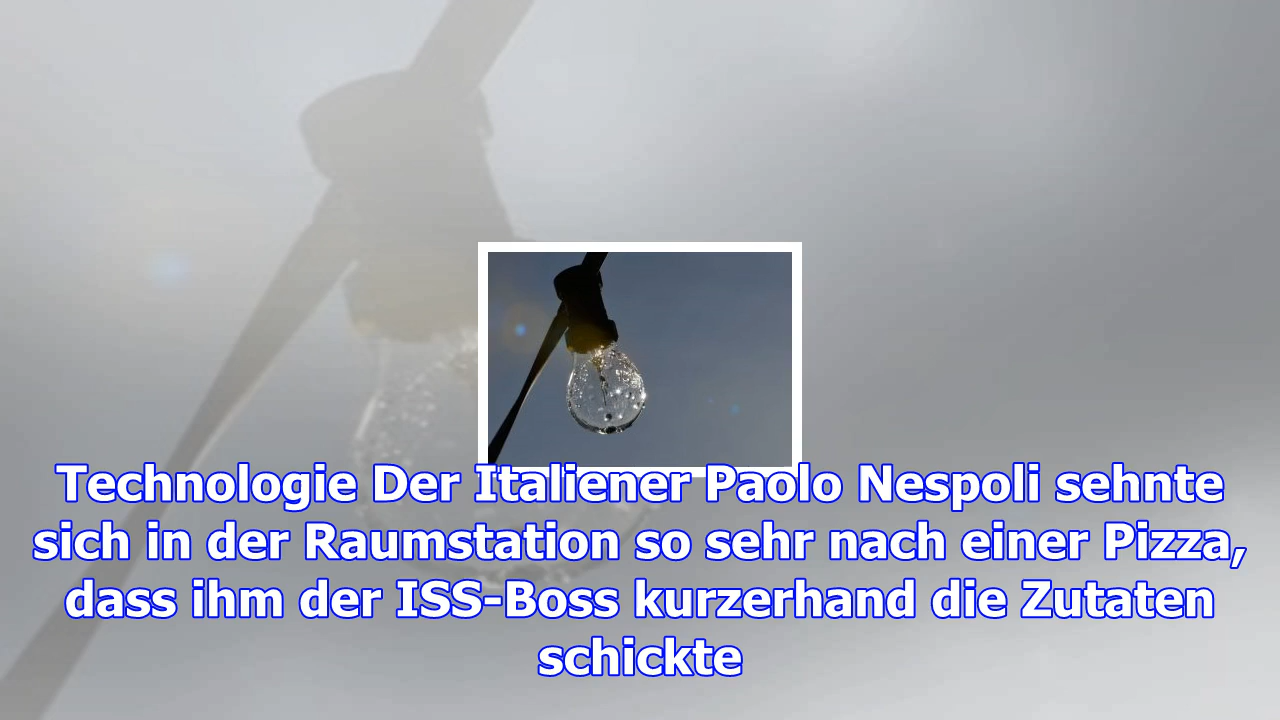 Technologie Der Italiener Paolo Nespoli sehnte
sich in der Raumstation so sehr nach einer Pizza,
dass ihm der ISS-Boss kurzerhand die Zutaten
schickte